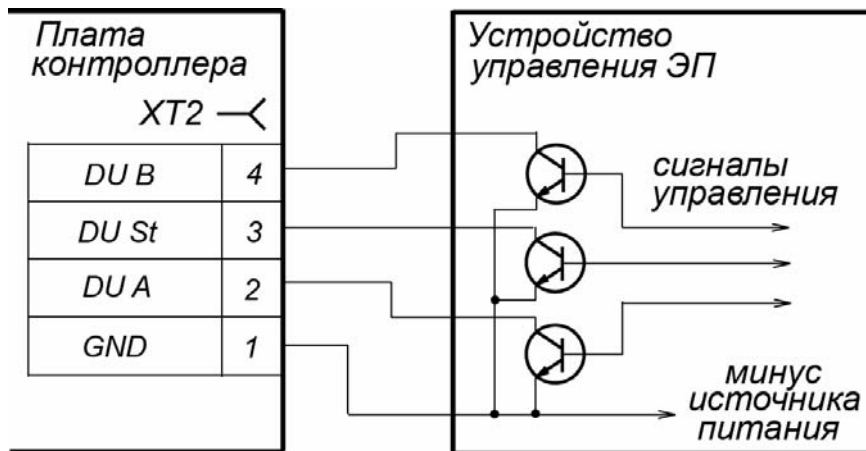 Плата
контроллера
XT2
DU B 4
DU St 3
DU A 2
GND 1
Устройство
управления ЭП
сигналы
управления
минус
источника
питания